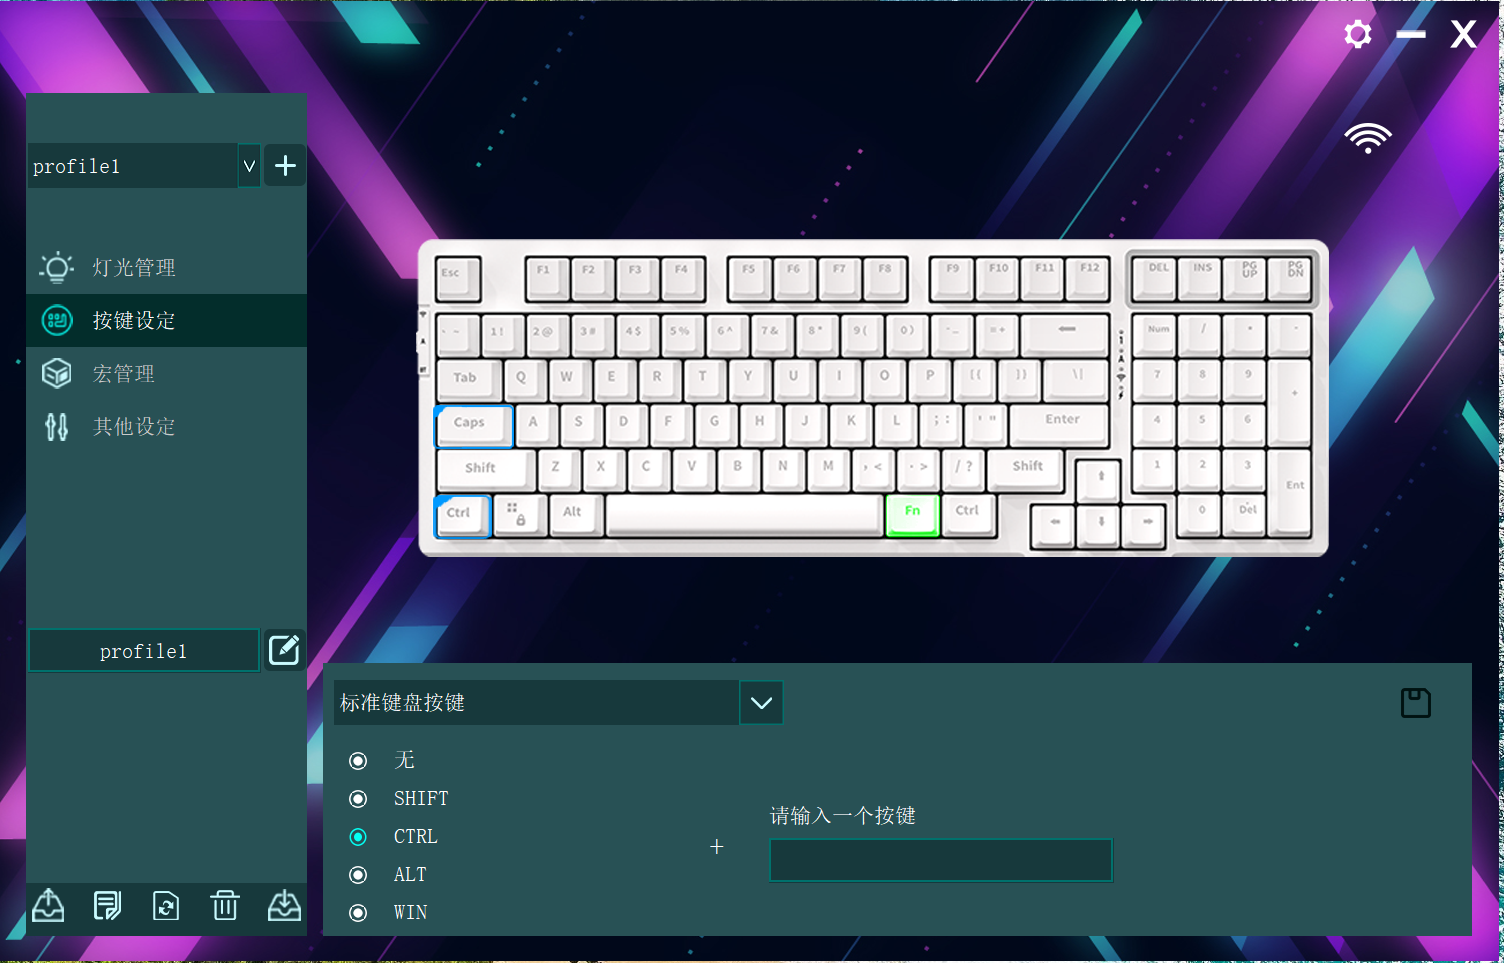 profile1
灯光管理
按键设定
宏管理
其他设定
profile1
Esc F1 F2 F3 F4 F5 F6 F7 F8 F9 F10 F11 F12 DEL INS PG UP PG DN
1! 2@ 3# 4$ 5% 6^ 7& 8* 9( 0) =+ Num / 
Tab Q W E R T Y U I O P [{ ]} \| 7 8 9 +
Caps A S D F G H J K L ;: '" Enter 4 5 6
Shift Z X C V B N M /? Shift 1 2 3 Ent
Ctrl Alt Fn Ctrl 0 Del
标准键盘按键
无
SHIFT
CTRL
ALT
WIN
+
请输入一个按键